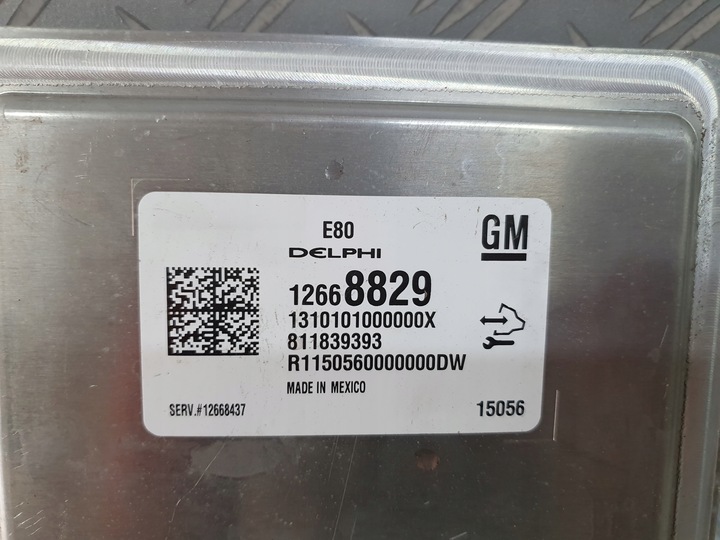 E80
GM
DELPHI
12668829
1310101000000X
811839393
R1150560000000DW
MADE IN MEXICO
SERV.#12668437
15056